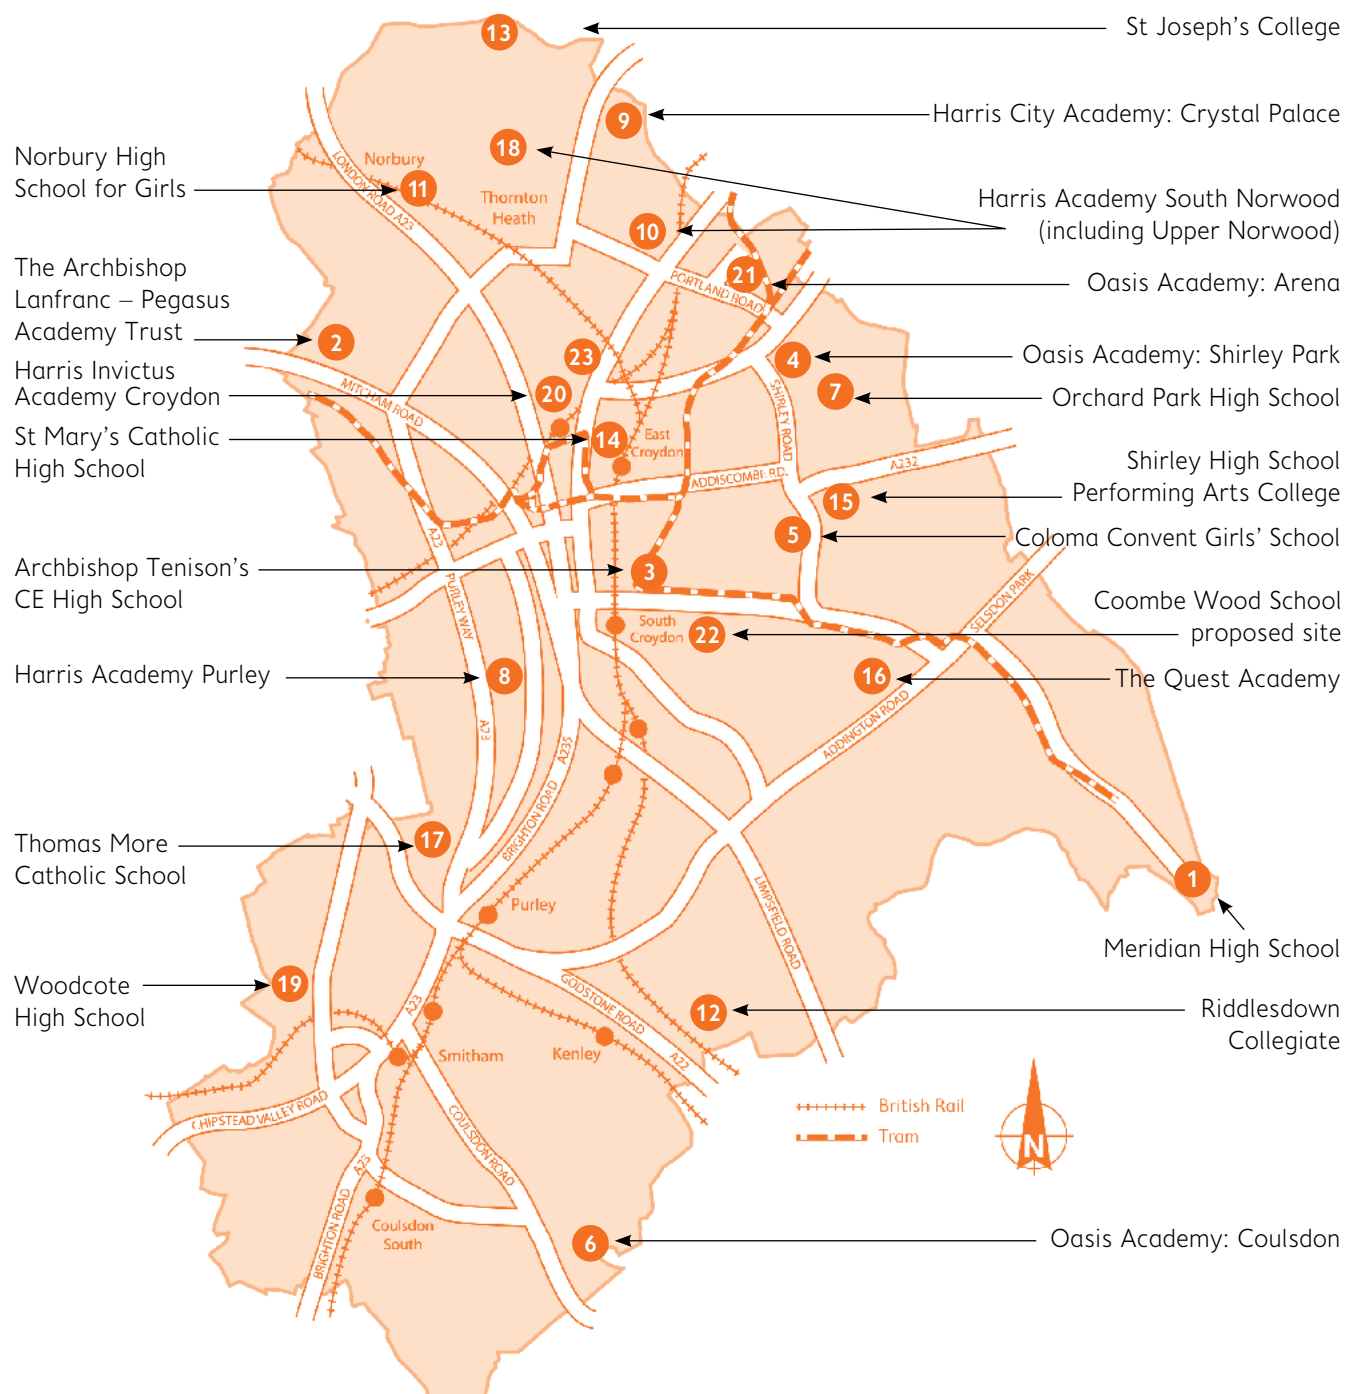 13
St Joseph's College
9
Harris City Academy: Crystal Palace
18
Norbury High
School for Girls
Norbury
11
LONDON ROAD A23
Thornton
Heath
10
Harris Academy South Norwood
(including Upper Norwood)
The Archbishop
Lanfranc – Pegasus
Academy Trust
2
21
PORTLAND ROAD
Oasis Academy: Arena
23
4
Oasis Academy: Shirley Park
Harris Invictus
Academy Croydon
MITCHAM ROAD
20
7
SHIRLEY ROAD
Orchard Park High School
St Mary's Catholic
High School
14
East
Croydon
ADDISCOMBE RD.
A232
Shirley High School
Performing Arts College
15
A23
5
Coloma Convent Girls' School
Archbishop Tenison's
CE High School
PURLEY WAY
3
SELSDON PARK
South
Croydon
22
Coombe Wood School
proposed site
Harris Academy Purley
8
16
The Quest Academy
A23
A235
ADDINGTON ROAD
BRIGHTON ROAD
Thomas More
Catholic School
17
LIMPSFIELD ROAD
1
Purley
Meridian High School
Woodcote
High School
19
A23
GODSTONE ROAD
12
Riddlesdown
Collegiate
Smitham
Kenley
A22
CHIPSTEAD VALLEY ROAD
COULSDON ROAD
British Rail
Tram
N
A23
BRIGHTON ROAD
Coulsdon
South
6
Oasis Academy: Coulsdon